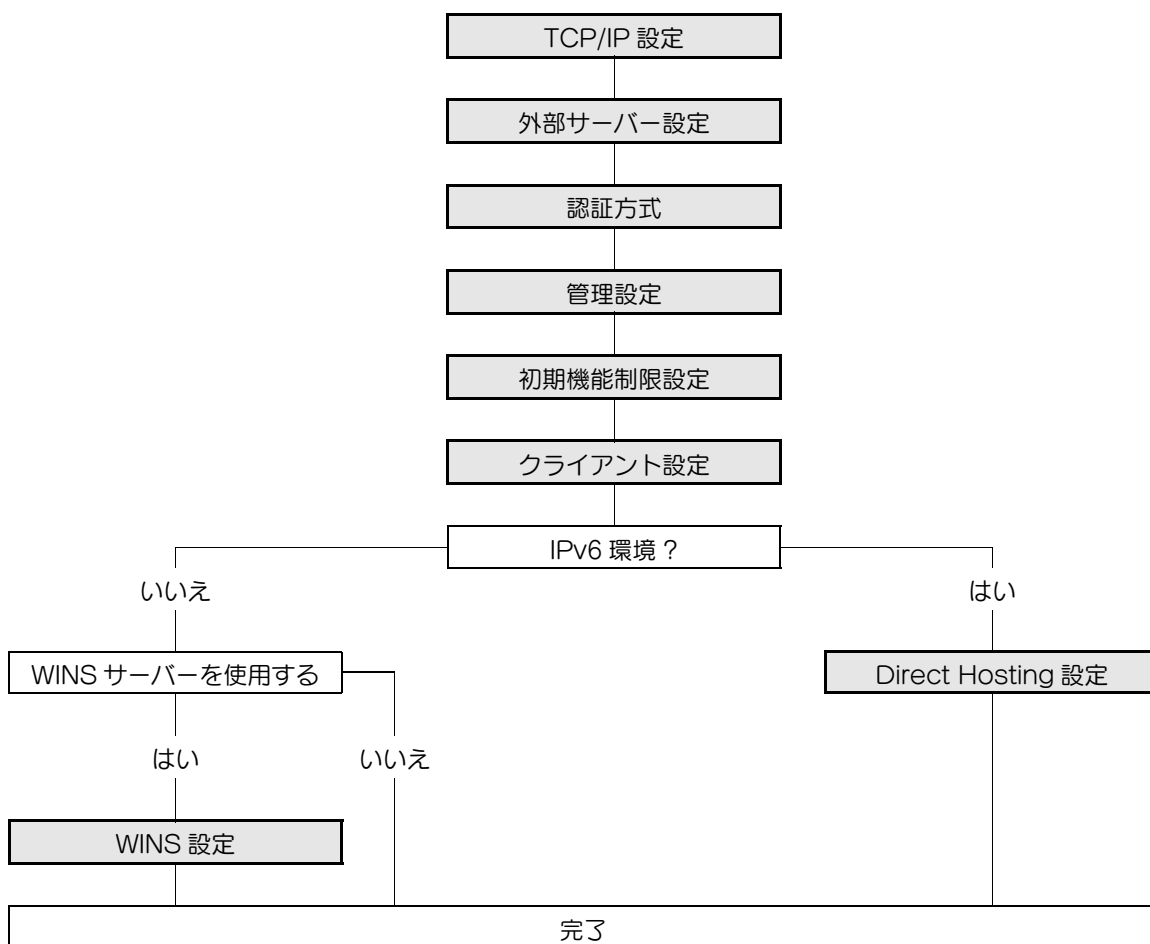 TCP/IP 設定
外部サーバー設定
認証方式
管理設定
初期機能制限設定
クライアント設定
IPv6 環境 ?
いいえ
はい
WINS サーバーを使用する
Direct Hosting 設定
はい
いいえ
WINS 設定
完了